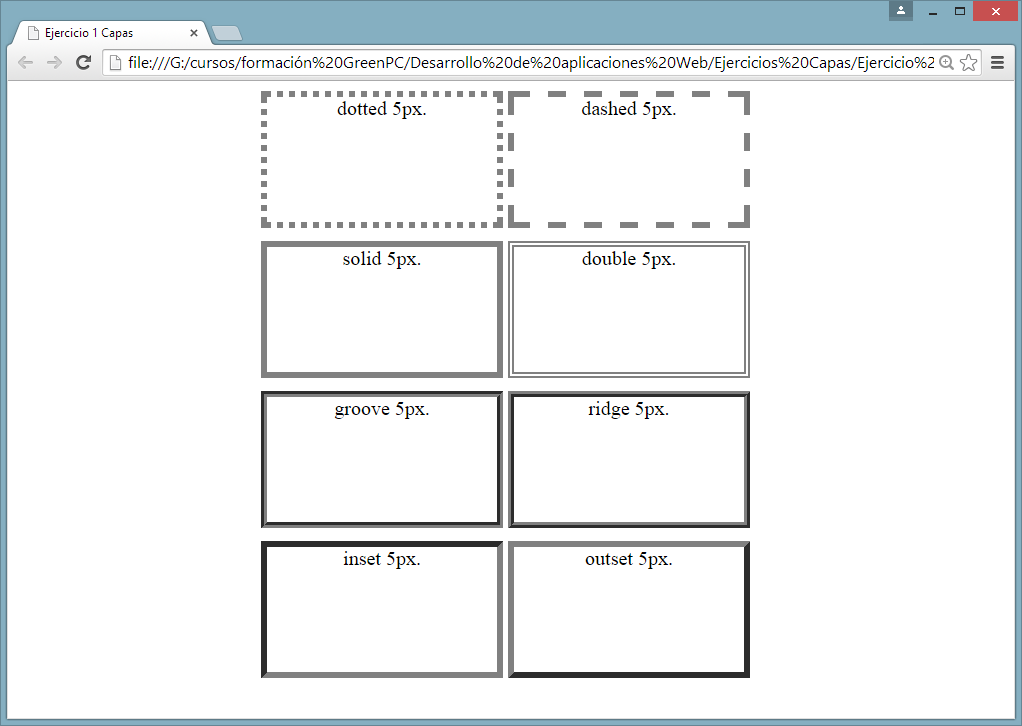 Ejercicio 1 Capas
file:///G:/cursos/formación%20GreenPC/Desarrollo%20de%20aplicaciones%20Web/Ejercicios%20Capas/Ejercicio%2
dotted 5px. dashed 5px.
solid 5px. double 5px.
groove 5px. ridge 5px.
inset 5px. outset 5px.